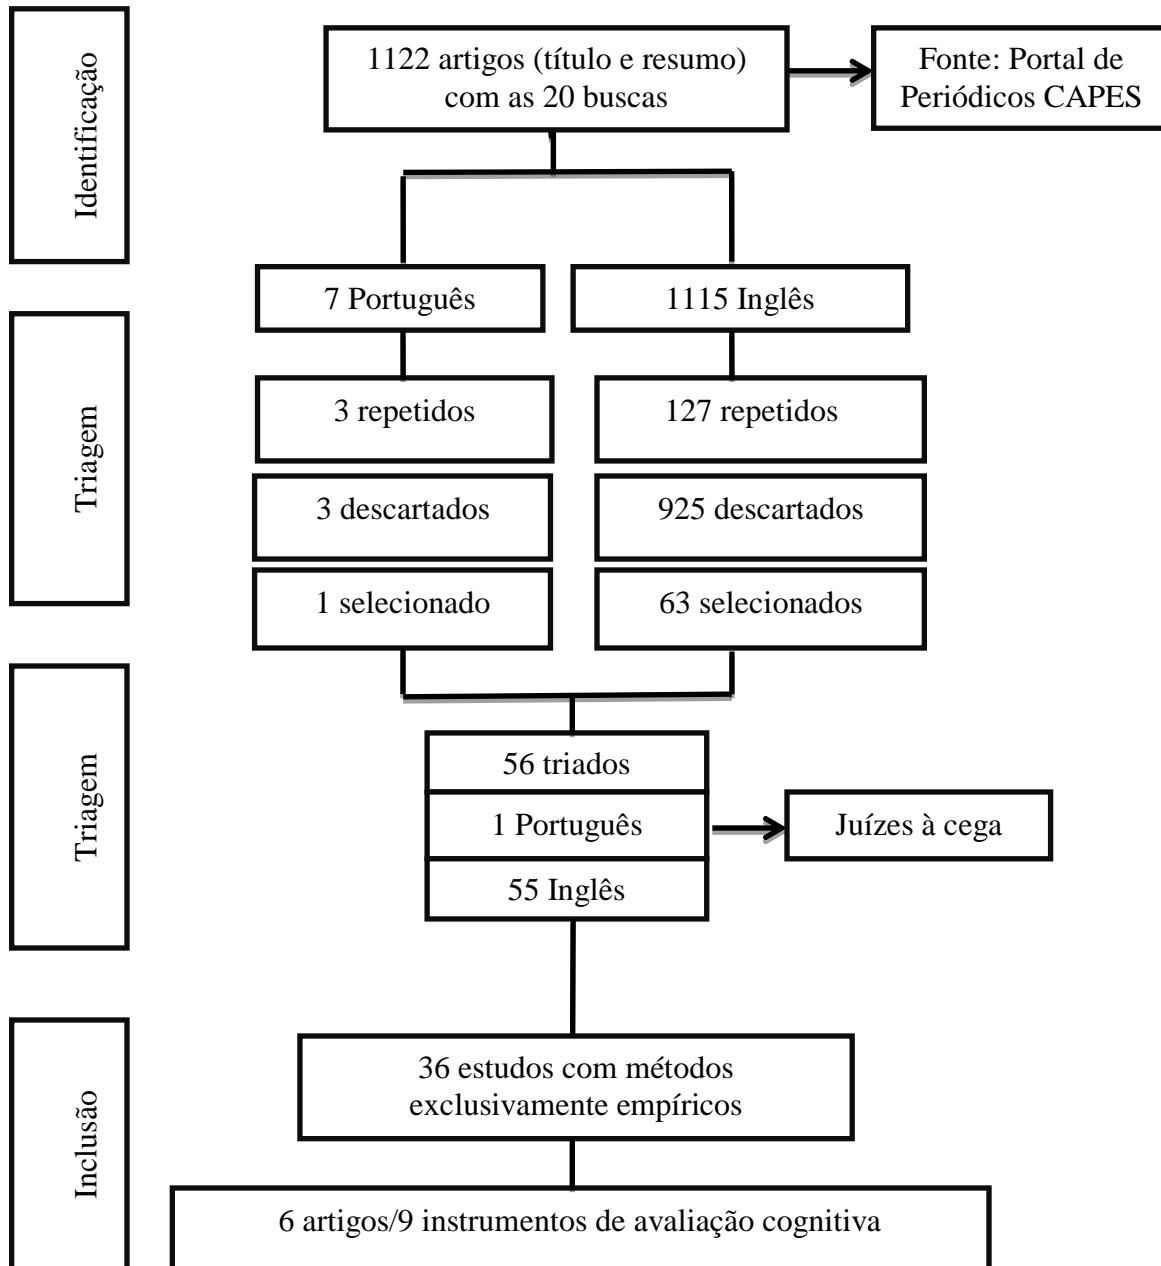 Identificação
1122 artigos (título e resumo)
com as 20 buscas
Fonte: Portal de
Periódicos CAPES
7 Português
1115 Inglês
Triagem
3 repetidos
127 repetidos
3 descartados
925 descartados
1 selecionado
63 selecionados
Triagem
56 triados
1 Português
Juízes à cega
55 Inglês
Inclusão
36 estudos com métodos
exclusivamente empíricos
6 artigos/9 instrumentos de avaliação cognitiva